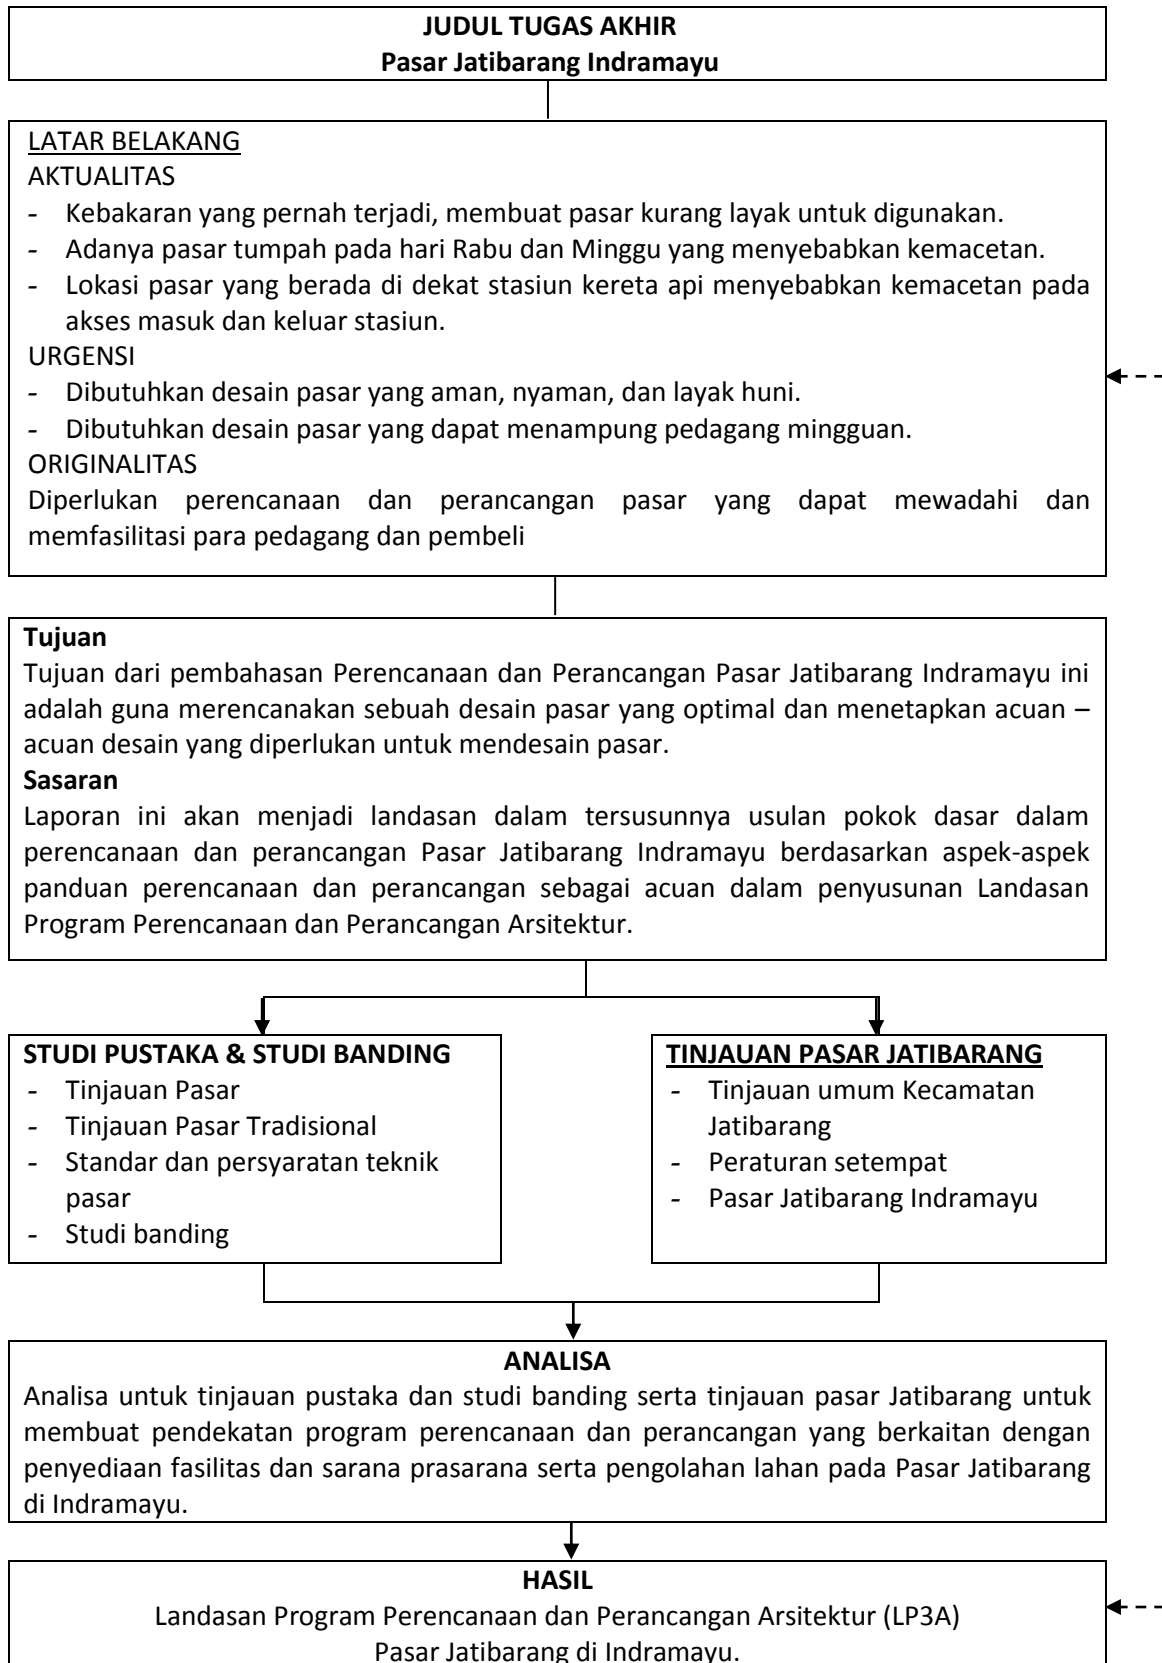 JUDUL TUGAS AKHIR
Pasar Jatibarang Indramayu
LATAR BELAKANG
AKTUALITAS
- Kebakaran yang pernah terjadi, membuat pasar kurang layak untuk digunakan.
- Adanya pasar tumpah pada hari Rabu dan Minggu yang menyebabkan kemacetan.
- Lokasi pasar yang berada di dekat stasiun kereta api menyebabkan kemacetan pada
akses masuk dan keluar stasiun.
URGENSI
- Dibutuhkan desain pasar yang aman, nyaman, dan layak huni.
- Dibutuhkan desain pasar yang dapat menampung pedagang mingguan.
ORIGINALITAS
Diperlukan perencanaan dan perancangan pasar yang dapat mewadahi dan
memfasilitasi para pedagang dan pembeli
Tujuan
Tujuan dari pembahasan Perencanaan dan Perancangan Pasar Jatibarang Indramayu ini
adalah guna merencanakan sebuah desain pasar yang optimal dan menetapkan acuan –
acuan desain yang diperlukan untuk mendesain pasar.
Sasaran
Laporan ini akan menjadi landasan dalam tersusunnya usulan pokok dasar dalam
perencanaan dan perancangan Pasar Jatibarang Indramayu berdasarkan aspek-aspek
panduan perencanaan dan perancangan sebagai acuan dalam penyusunan Landasan
Program Perencanaan dan Perancangan Arsitektur.
STUDI PUSTAKA & STUDI BANDING
- Tinjauan Pasar
- Tinjauan Pasar Tradisional
- Standar dan persyaratan teknik
pasar
- Studi banding
TINJAUAN PASAR JATIBARANG
- Tinjauan umum Kecamatan
Jatibarang
- Peraturan setempat
- Pasar Jatibarang Indramayu
ANALISA
Analisa untuk tinjauan pustaka dan studi banding serta tinjauan pasar Jatibarang untuk
membuat pendekatan program perencanaan dan perancangan yang berkaitan dengan
penyediaan fasilitas dan sarana prasarana serta pengolahan lahan pada Pasar Jatibarang
di Indramayu.
HASIL
Landasan Program Perencanaan dan Perancangan Arsitektur (LP3A)
Pasar Jatibarang di Indramayu.